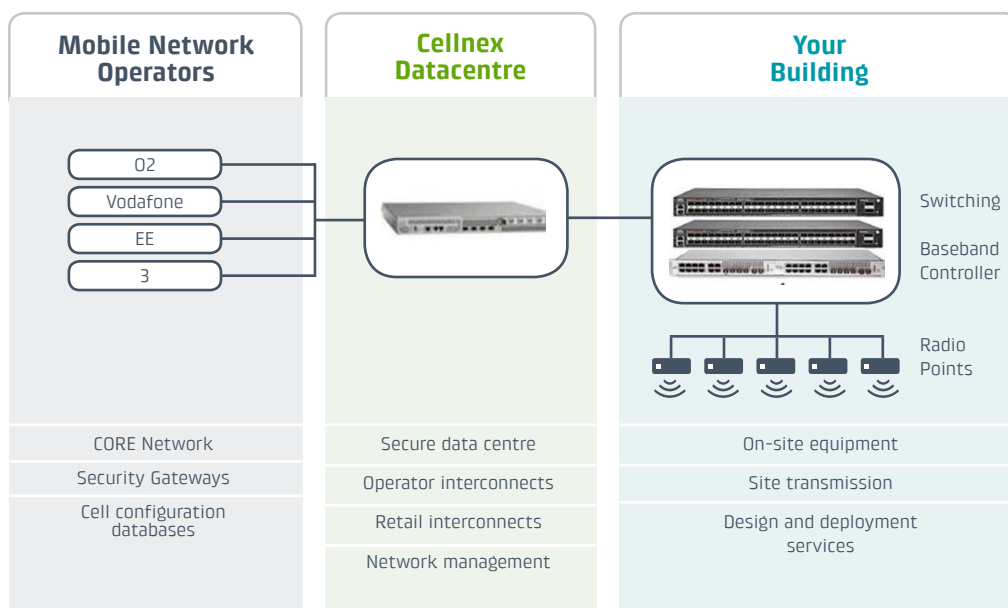 Mobile Network
Operators
Cellnex
Datacentre
Your
Building
O2
Vodafone
EE
3
Switching
Baseband
Controller
Radio
Points
CORE Network
Security Gateways
Cell configuration
databases
Secure data centre
Operator interconnects
Retail interconnects
Network management
On-site equipment
Site transmission
Design and deployment
services